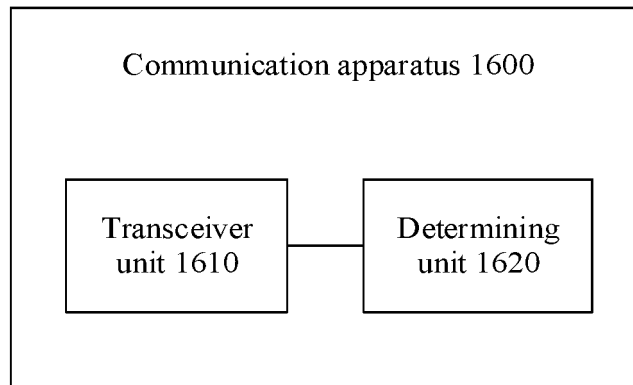 Communication apparatus 1600
Transceiver
unit 1610
Determining
unit 1620